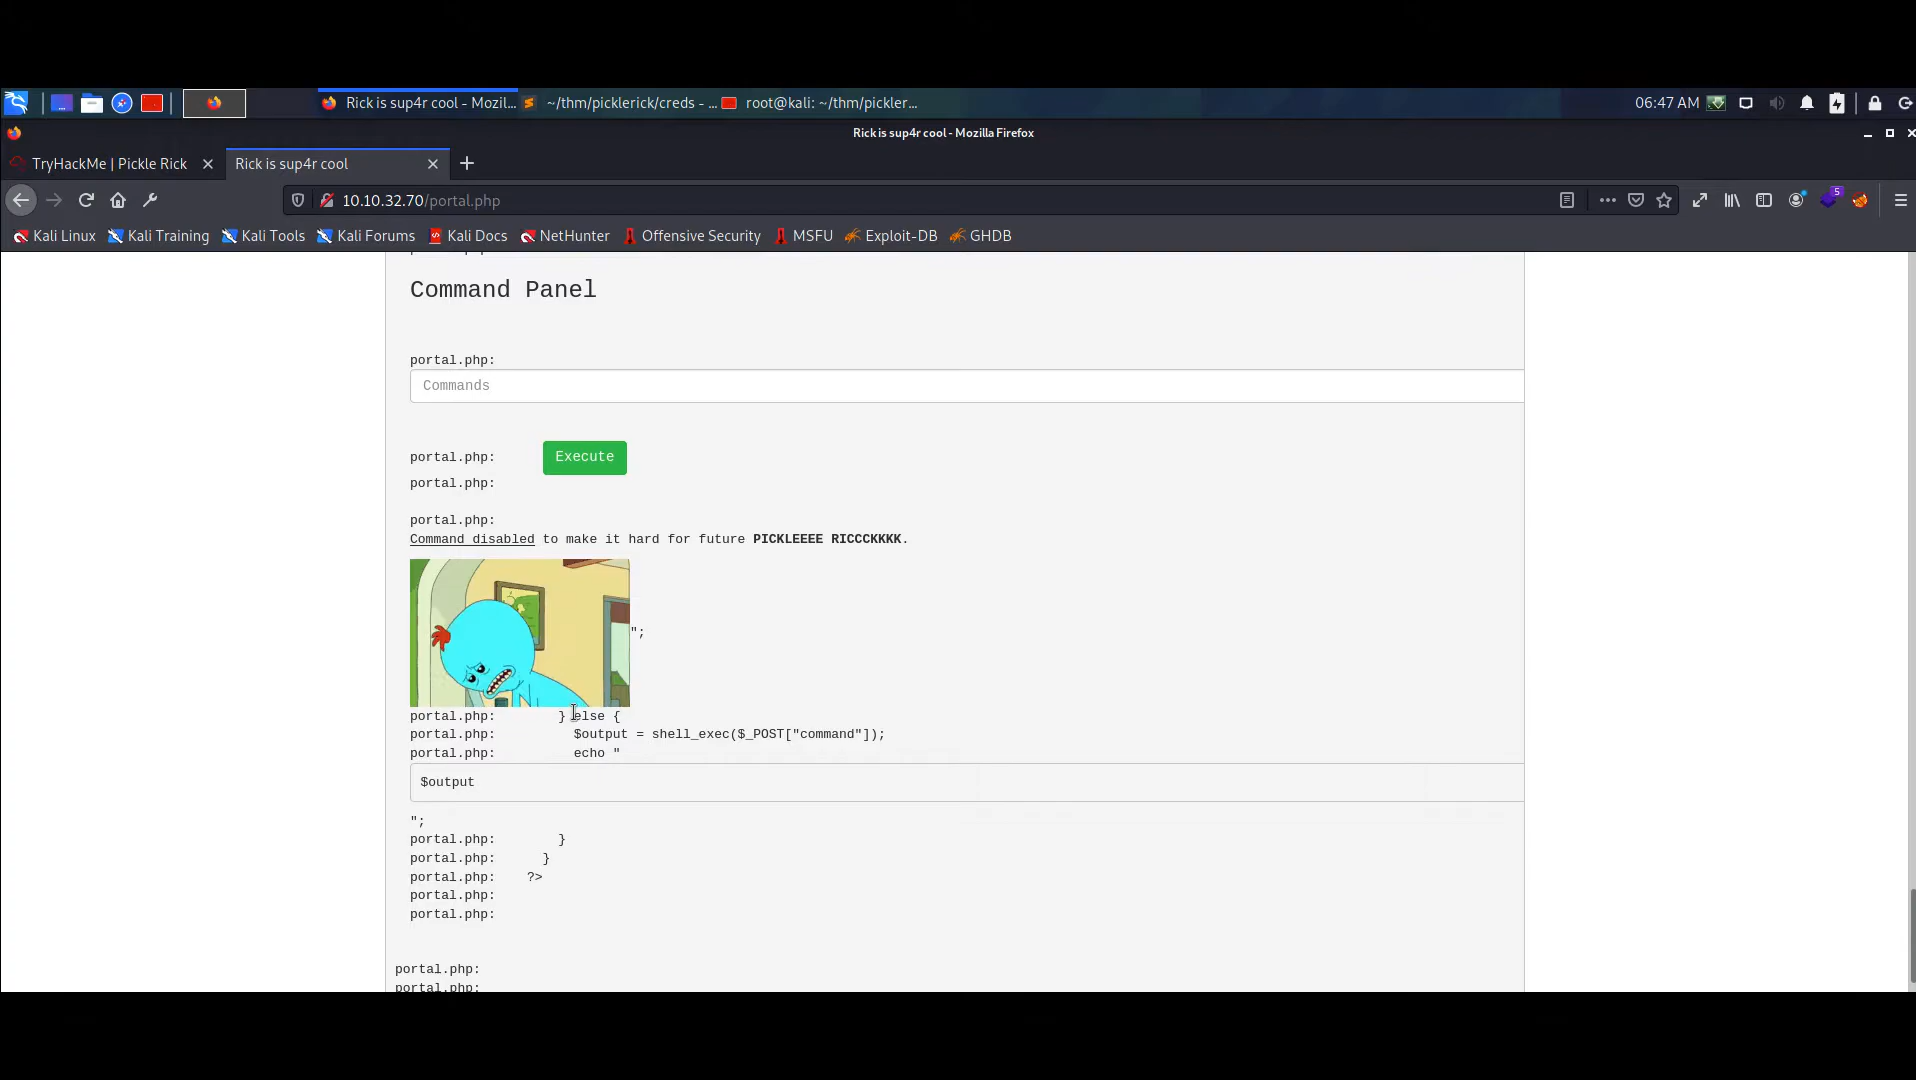 Rick is sup4r cool - Mozil... ~/thm/picklerick/creds - ... root@kali: ~/thm/pickler... 06:47 AM
Rick is sup4r cool - Mozilla Firefox
TryHackMe | Pickle Rick Rick is sup4r cool
10.10.32.70/portal.php 5
Kali Linux Kali Training Kali Tools Kali Forums Kali Docs NetHunter Offensive Security MSFU Exploit-DB GHDB
Command Panel
portal.php:
Commands
portal.php: Execute
portal.php:
portal.php:
Command disabled to make it hard for future PICKLEEEE RICCCKKKK.
";
portal.php: } else {
portal.php: $output = shell_exec($_POST["command"]);
portal.php: echo "
$output
";
portal.php: }
portal.php: }
portal.php: ?>
portal.php:
portal.php:
portal.php:
portal.php: